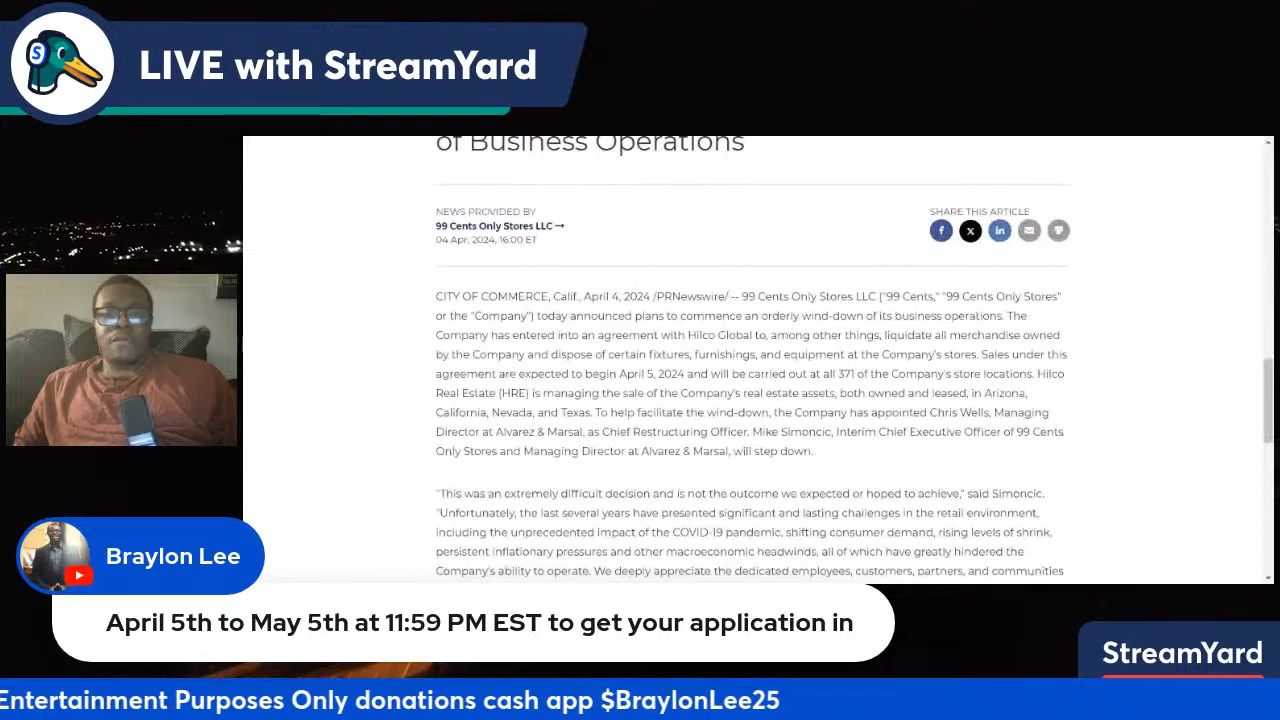 LIVE with StreamYard
of Business Operations
NEWS PROVIDED BY
99 Cents Only Stores LLC →
04 Apr, 2024, 16:00 ET
SHARE THIS ARTICLE
CITY OF COMMERCE, Calif., April 4, 2024 /PRNewswire/ -- 99 Cents Only Stores LLC ("99 Cents," "99 Cents Only Stores"
or the "Company") today announced plans to commence an orderly wind-down of its business operations. The
Company has entered into an agreement with Hilco Global to, among other things, liquidate all merchandise owned
by the Company and dispose of certain fixtures, furnishings, and equipment at the Company's stores. Sales under this
agreement are expected to begin April 5, 2024 and will be carried out at all 371 of the Company's store locations. Hilco
Real Estate (HRE) is managing the sale of the Company's real estate assets, both owned and leased, in Arizona,
California, Nevada, and Texas. To help facilitate the wind-down, the Company has appointed Chris Wells, Managing
Director at Alvarez & Marsal, as Chief Restructuring Officer. Mike Simoncic, Interim Chief Executive Officer of 99 Cents
Only Stores and Managing Director at Alvarez & Marsal, will step down.
"This was an extremely difficult decision and is not the outcome we expected or hoped to achieve," said Simoncic.
"Unfortunately, the last several years have presented significant and lasting challenges in the retail environment,
including the unprecedented impact of the COVID-19 pandemic, shifting consumer demand, rising levels of shrink,
persistent inflationary pressures and other macroeconomic headwinds, all of which have greatly hindered the
Company's ability to operate. We deeply appreciate the dedicated employees, customers, partners, and communities
Braylon Lee
April 5th to May 5th at 11:59 PM EST to get your application in
StreamYard
Entertainment Purposes Only donations cash app $BraylonLee25